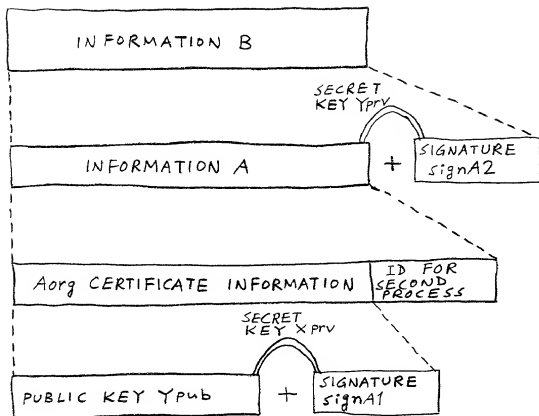 INFORMATION B
SECRET
KEY Yprv
INFORMATION A
+
SIGNATURE
signA2
Aorg CERTIFICATE INFORMATION
ID FOR
SECOND
PROCESS
SECRET
KEY Xprv
PUBLIC KEY Ypub
+
SIGNATURE
signA1